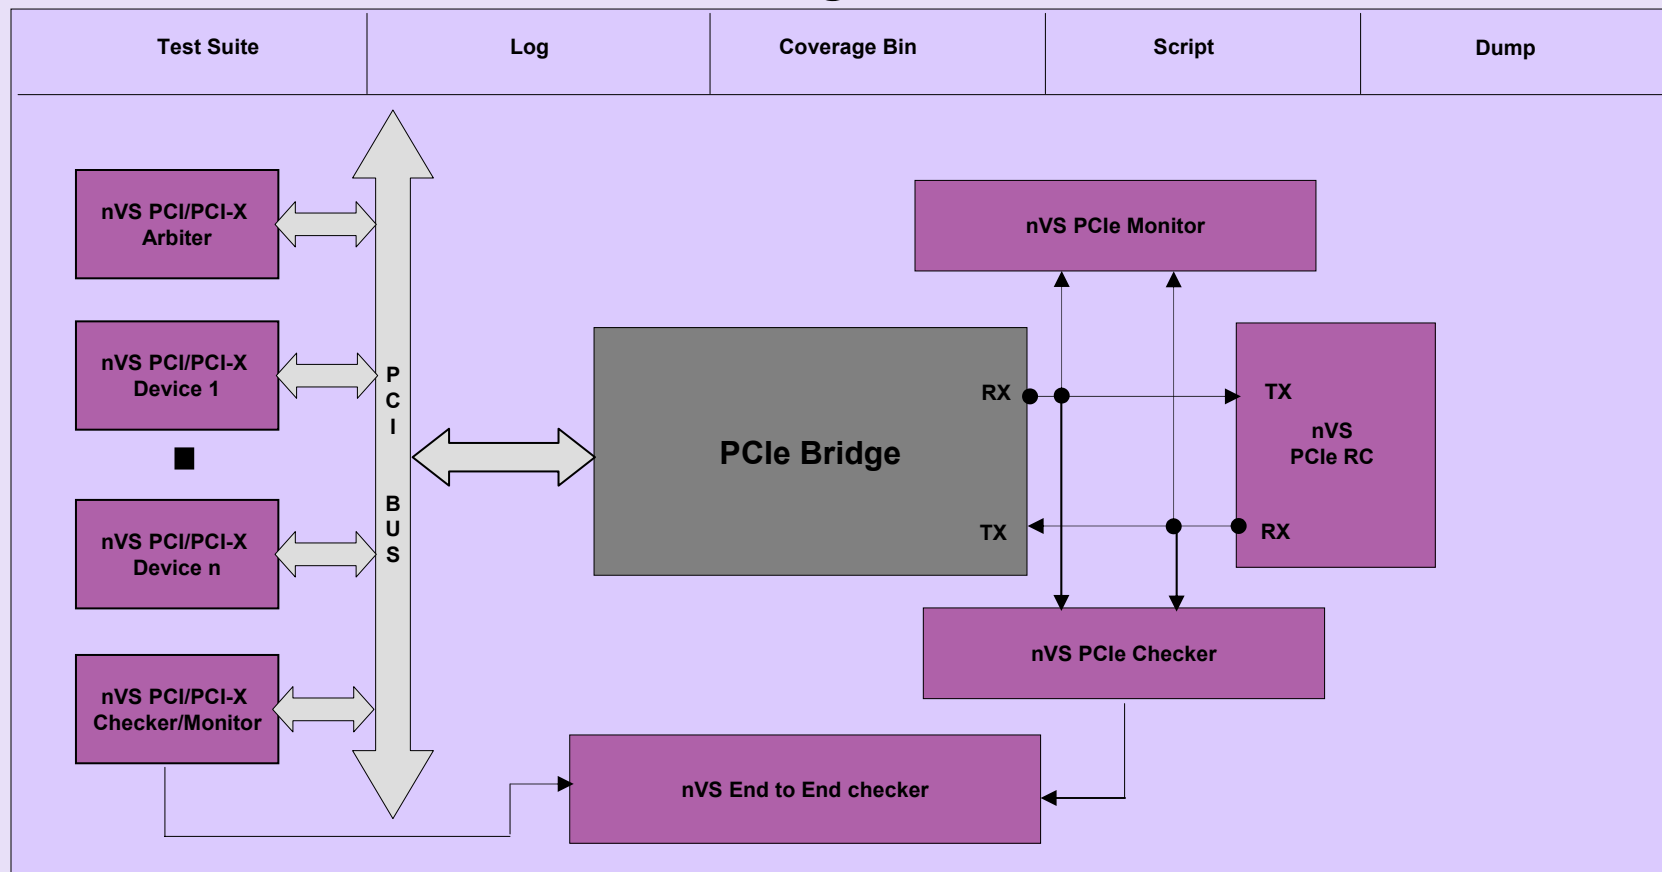 Test Suite
Log
Coverage Bin
Script
Dump
nVS PCI/PCI-X
Arbiter
nVS PCI/PCI-X
Device 1
nVS PCI/PCI-X
Device n
nVS PCI/PCI-X
Checker/Monitor
P
C
I
B
U
S
PCIe Bridge
RX
TX
nVS PCIe Monitor
TX
nVS
PCIe RC
RX
nVS PCIe Checker
nVS End to End checker